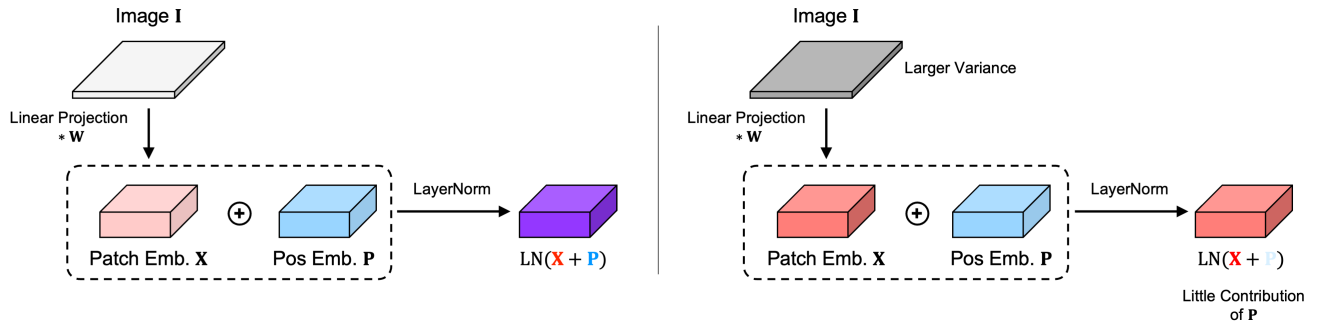 Image I
Linear Projection
* W
Patch Emb. X
+
Pos Emb. P
LayerNorm
LN(X + P)
Image I
Larger Variance
Linear Projection
* W
Patch Emb. X
+
Pos Emb. P
LayerNorm
LN(X + P)
Little Contribution
of P